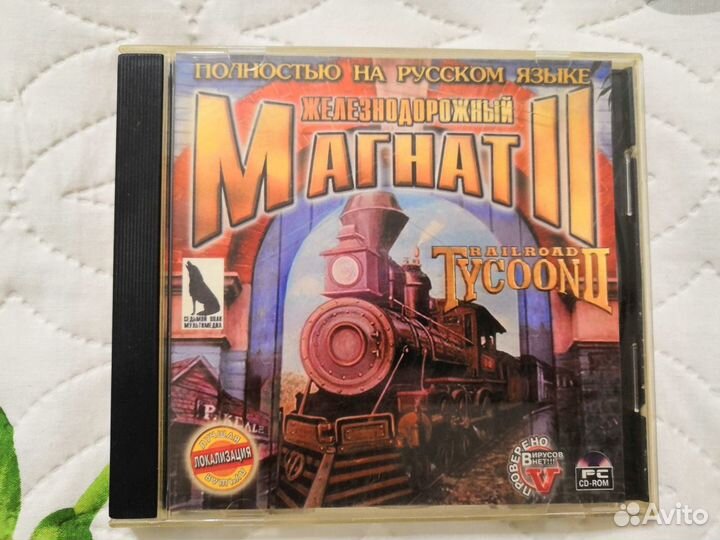 ПОЛНОСТЬЮ НА РУССКОМ ЯЗЫКЕ
ЖЕЛЕЗНОДОРОЖНЫЙ
МАГНАТ II
RAILROAD
TYCOON II
СЕДЬМОЙ ВОЛК
МУЛЬТИМЕДИА
ЛУЧШАЯ
ЛОКАЛИЗАЦИЯ
ПРОВЕРЕНО
ВИРУСОВ
НЕТ!!!
V
PC
CD-ROM
Avito